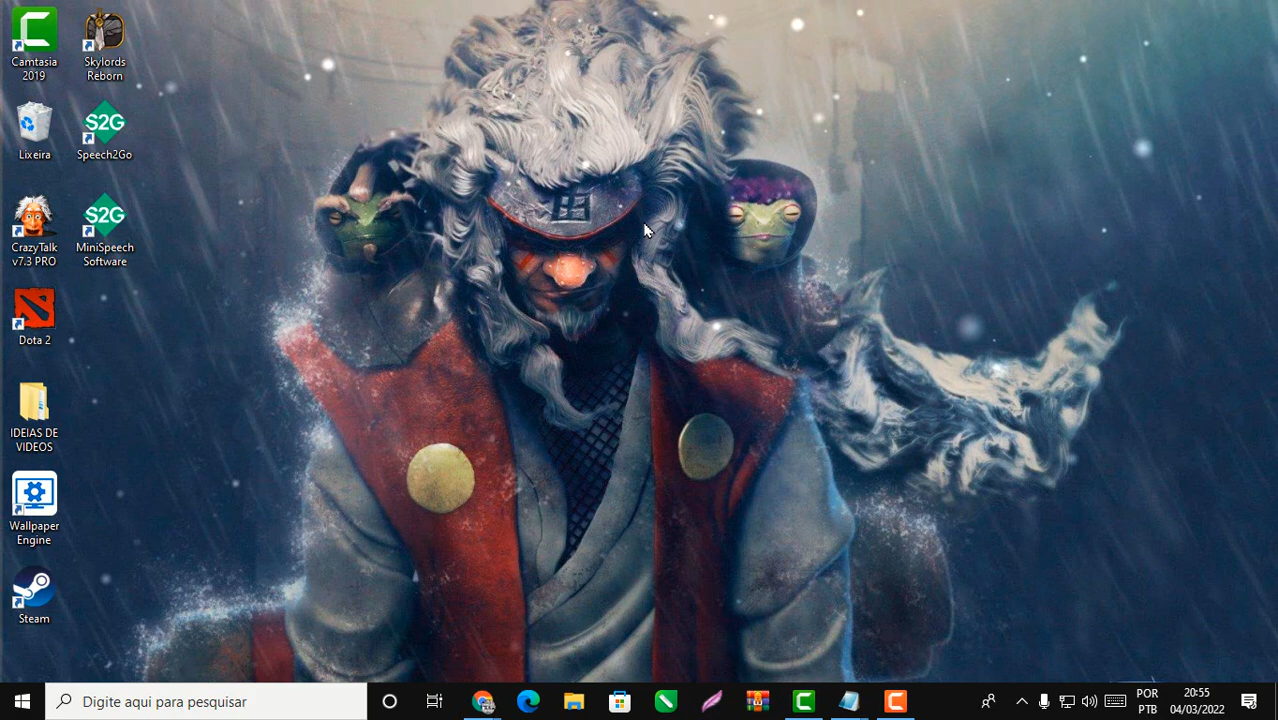 Camtasia
2019
Skylords
Reborn
Lixeira
S2G
Speech2Go
CrazyTalk
v7.3 PRO
S2G
MiniSpeech
Software
Dota 2
IDEIAS DE
VIDEOS
Wallpaper
Engine
Steam
Digite aqui para pesquisar
POR
PTB
20:55
04/03/2022